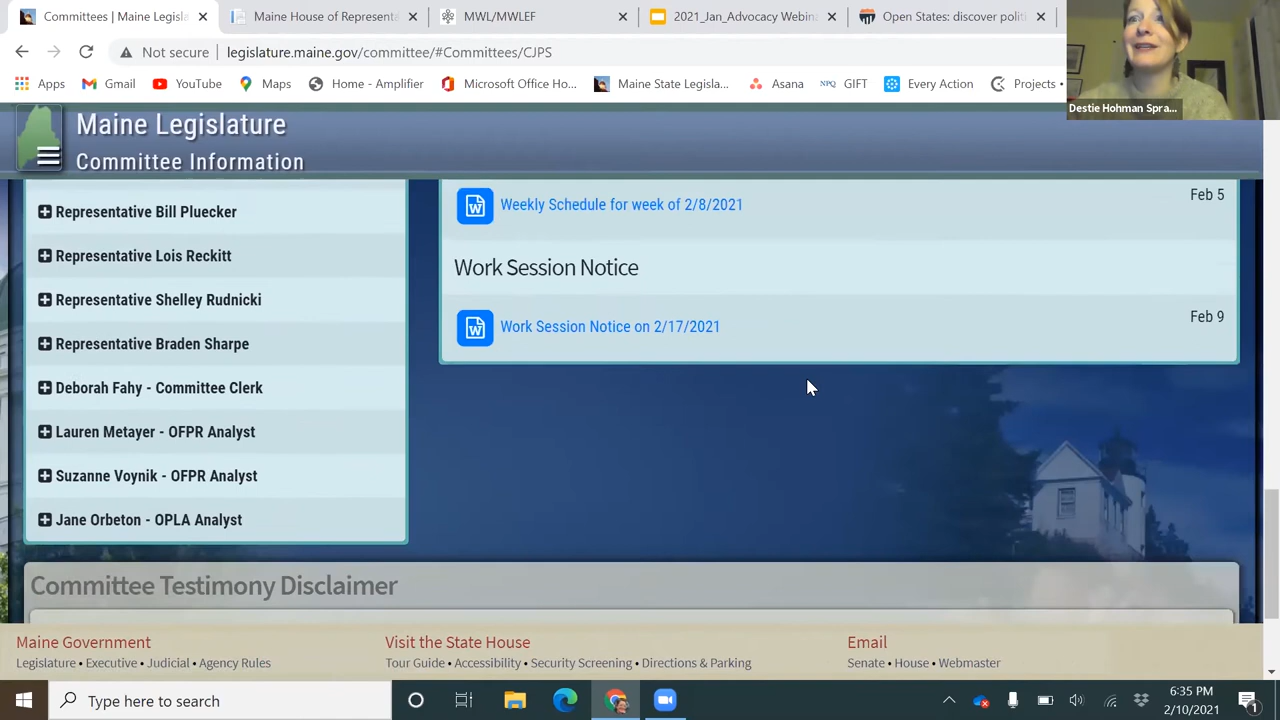 Committees | Maine Legisla
Maine House of Representa
MWL/MWLEF
2021_Jan_Advocacy Webina
Open States: discover politi
Not secure
legislature.maine.gov/committee/#Committees/CJPS
Apps
Gmail
YouTube
Maps
Home - Amplifier
Microsoft Office Ho...
Maine State Legisla...
Asana
NPQ GIFT
Every Action
Projects •
Destie Hohman Spra...
Maine Legislature
Committee Information
Representative Bill Pluecker
Representative Lois Reckitt
Representative Shelley Rudnicki
Representative Braden Sharpe
Deborah Fahy - Committee Clerk
Lauren Metayer - OFPR Analyst
Suzanne Voynik - OFPR Analyst
Jane Orbeton - OPLA Analyst
Weekly Schedule for week of 2/8/2021
Feb 5
Work Session Notice
Work Session Notice on 2/17/2021
Feb 9
Committee Testimony Disclaimer
Maine Government
Legislature • Executive • Judicial • Agency Rules
Visit the State House
Tour Guide • Accessibility • Security Screening • Directions & Parking
Email
Senate • House • Webmaster
Type here to search
6:35 PM
2/10/2021
1